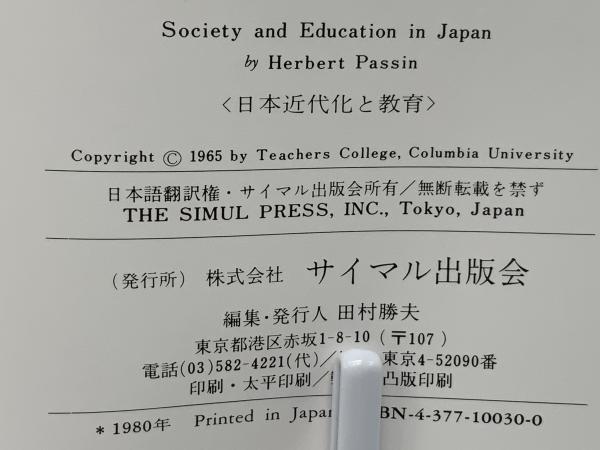 Society and Education in Japan
by Herbert Passin
〈日本近代化と教育〉
Copyright © 1965 by Teachers College, Columbia University
日本語翻訳権・サイマル出版会所有/無断転載を禁ず
THE SIMUL PRESS, INC., Tokyo, Japan
(発行所) 株式会社 サイマル出版会
編集・発行人 田村勝夫
東京都港区赤坂1-8-10 (〒107)
電話(03)582-4221(代)/ 東京4-52090番
印刷・太平印刷/ 凸版印刷
* 1980年 Printed in Japan BN-4-377-10030-0